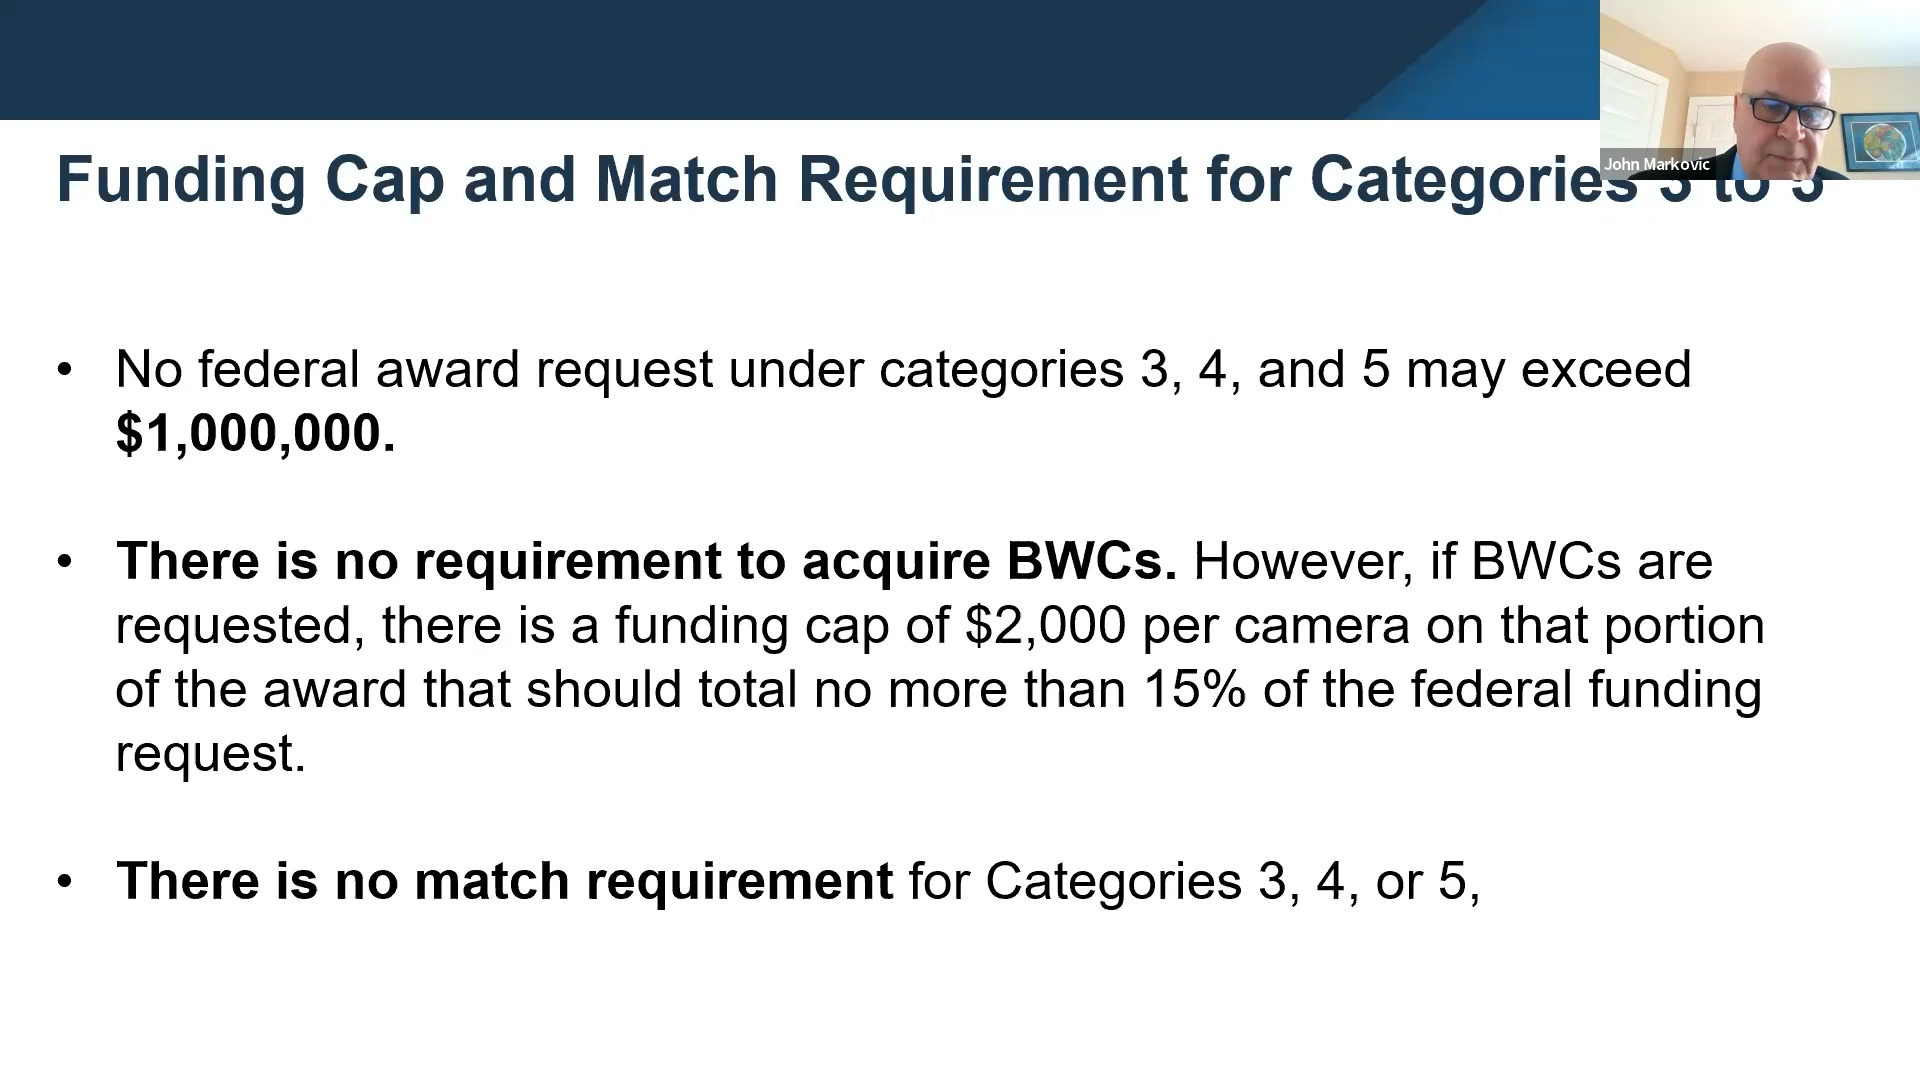 John Markovic
Funding Cap and Match Requirement for Categories 3 to 5
• No federal award request under categories 3, 4, and 5 may exceed
$1,000,000.
• There is no requirement to acquire BWCs. However, if BWCs are
requested, there is a funding cap of $2,000 per camera on that portion
of the award that should total no more than 15% of the federal funding
request.
• There is no match requirement for Categories 3, 4, or 5,